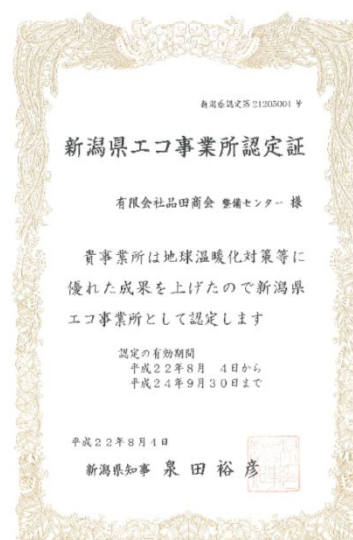 新潟県認定第21205001号
新潟県エコ事業所認定証
有限会社品田商会 整備センター 様
貴事業所は地球温暖化対策等に
優れた成果を上げたので新潟県
エコ事業所として認定します
認定の有効期間
平成22年8月 4日から
平成24年9月30日まで
平成22年8月4日
新潟県知事 泉田裕彦